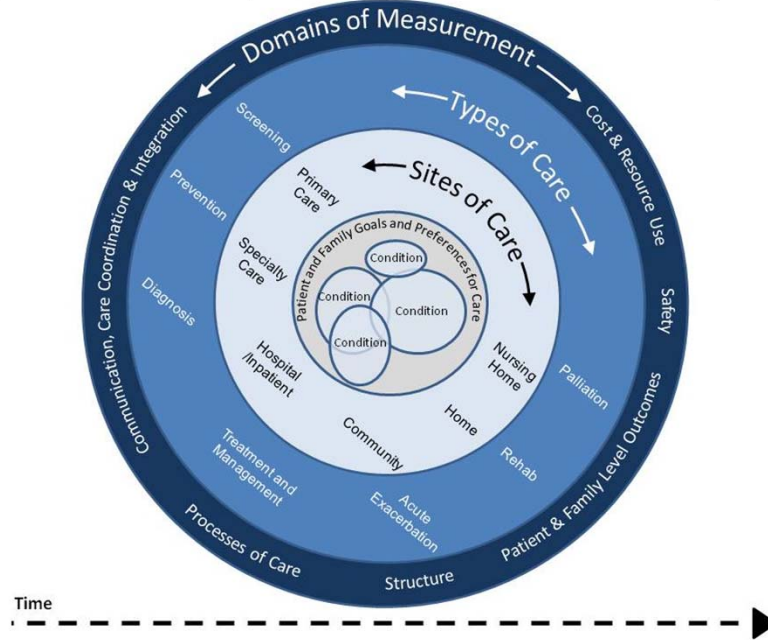 Domains of Measurement
Cost & Resource Use
Safety
Patient & Family Level Outcomes
Structure
Processes of Care
Communication, Care Coordination & Integration
Types of Care
Screening
Prevention
Diagnosis
Treatment and
Management
Acute
Exacerbation
Rehab
Palliation
Sites of Care
Primary
Care
Specialty
Care
Hospital
/Inpatient
Community
Home
Nursing
Home
Patient and Family Goals and Preferences for Care
Condition
Condition
Condition
Condition
Time